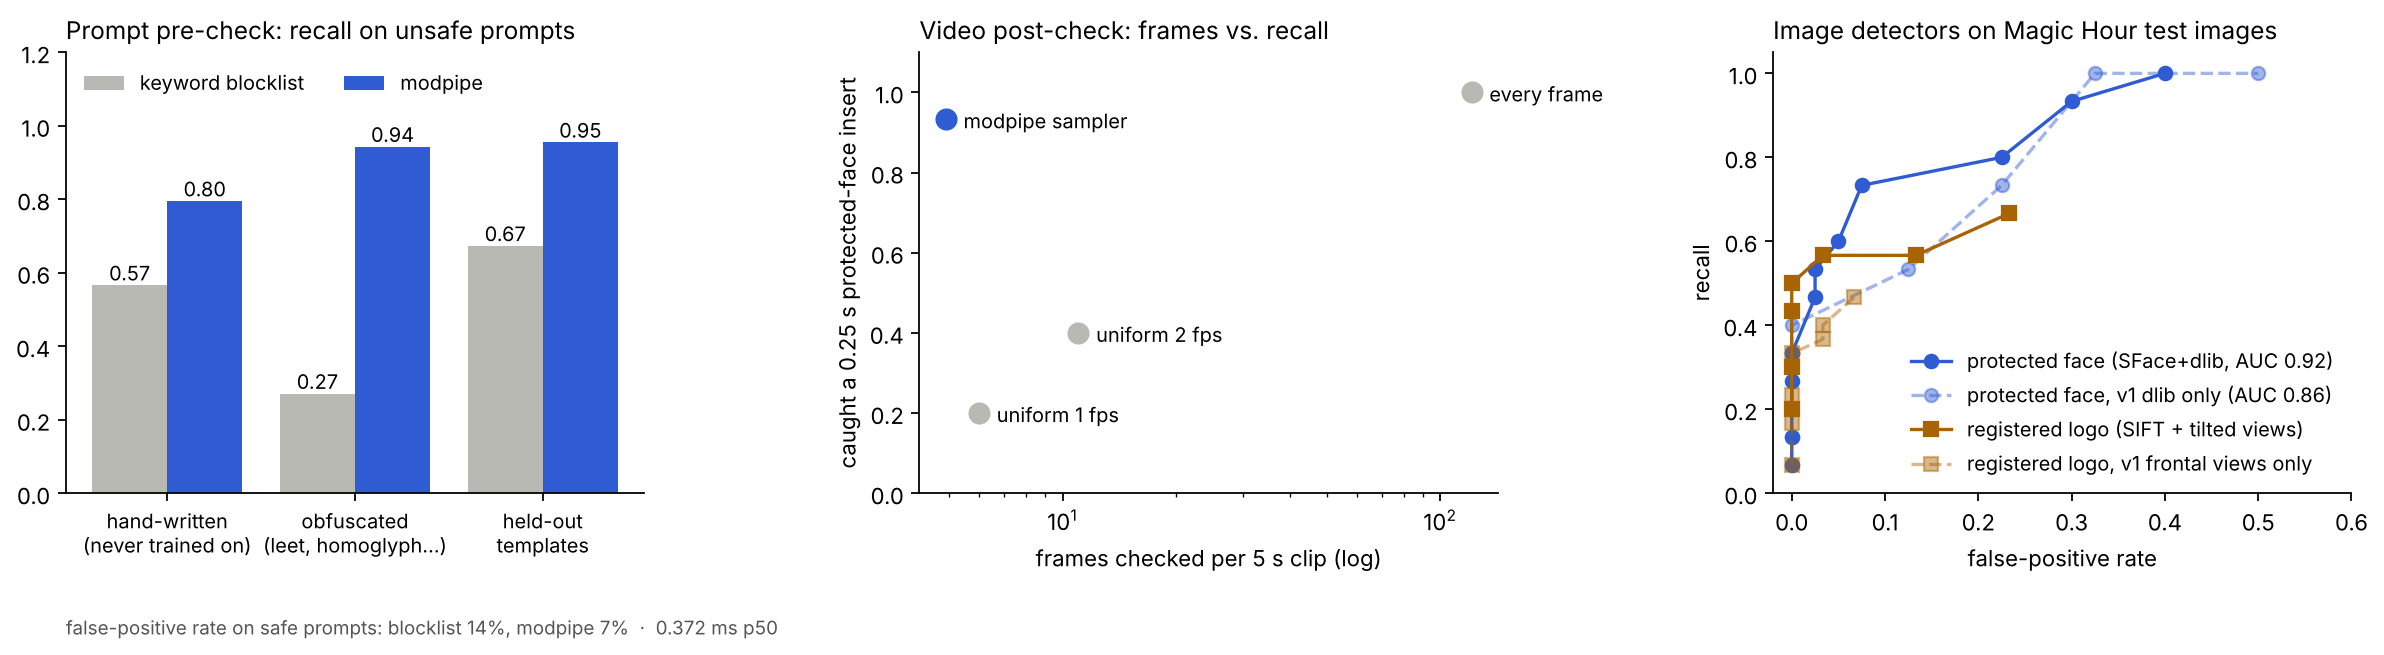 Prompt pre-check: recall on unsafe prompts
1.2
1.0
0.8
0.6
0.4
0.2
0.0
keyword blocklist
modpipe
0.57
0.80
0.27
0.94
0.67
0.95
hand-written
(never trained on)
obfuscated
(leet, homoglyph...)
held-out
templates
false-positive rate on safe prompts: blocklist 14%, modpipe 7% · 0.372 ms p50
Video post-check: frames vs. recall
caught a 0.25 s protected-face insert
1.0
0.8
0.6
0.4
0.2
0.0
modpipe sampler
every frame
uniform 2 fps
uniform 1 fps
10¹
10²
frames checked per 5 s clip (log)
Image detectors on Magic Hour test images
recall
1.0
0.8
0.6
0.4
0.2
0.0
protected face (SFace+dlib, AUC 0.92)
protected face, v1 dlib only (AUC 0.86)
registered logo (SIFT + tilted views)
registered logo, v1 frontal views only
0.0
0.1
0.2
0.3
0.4
0.5
0.6
false-positive rate